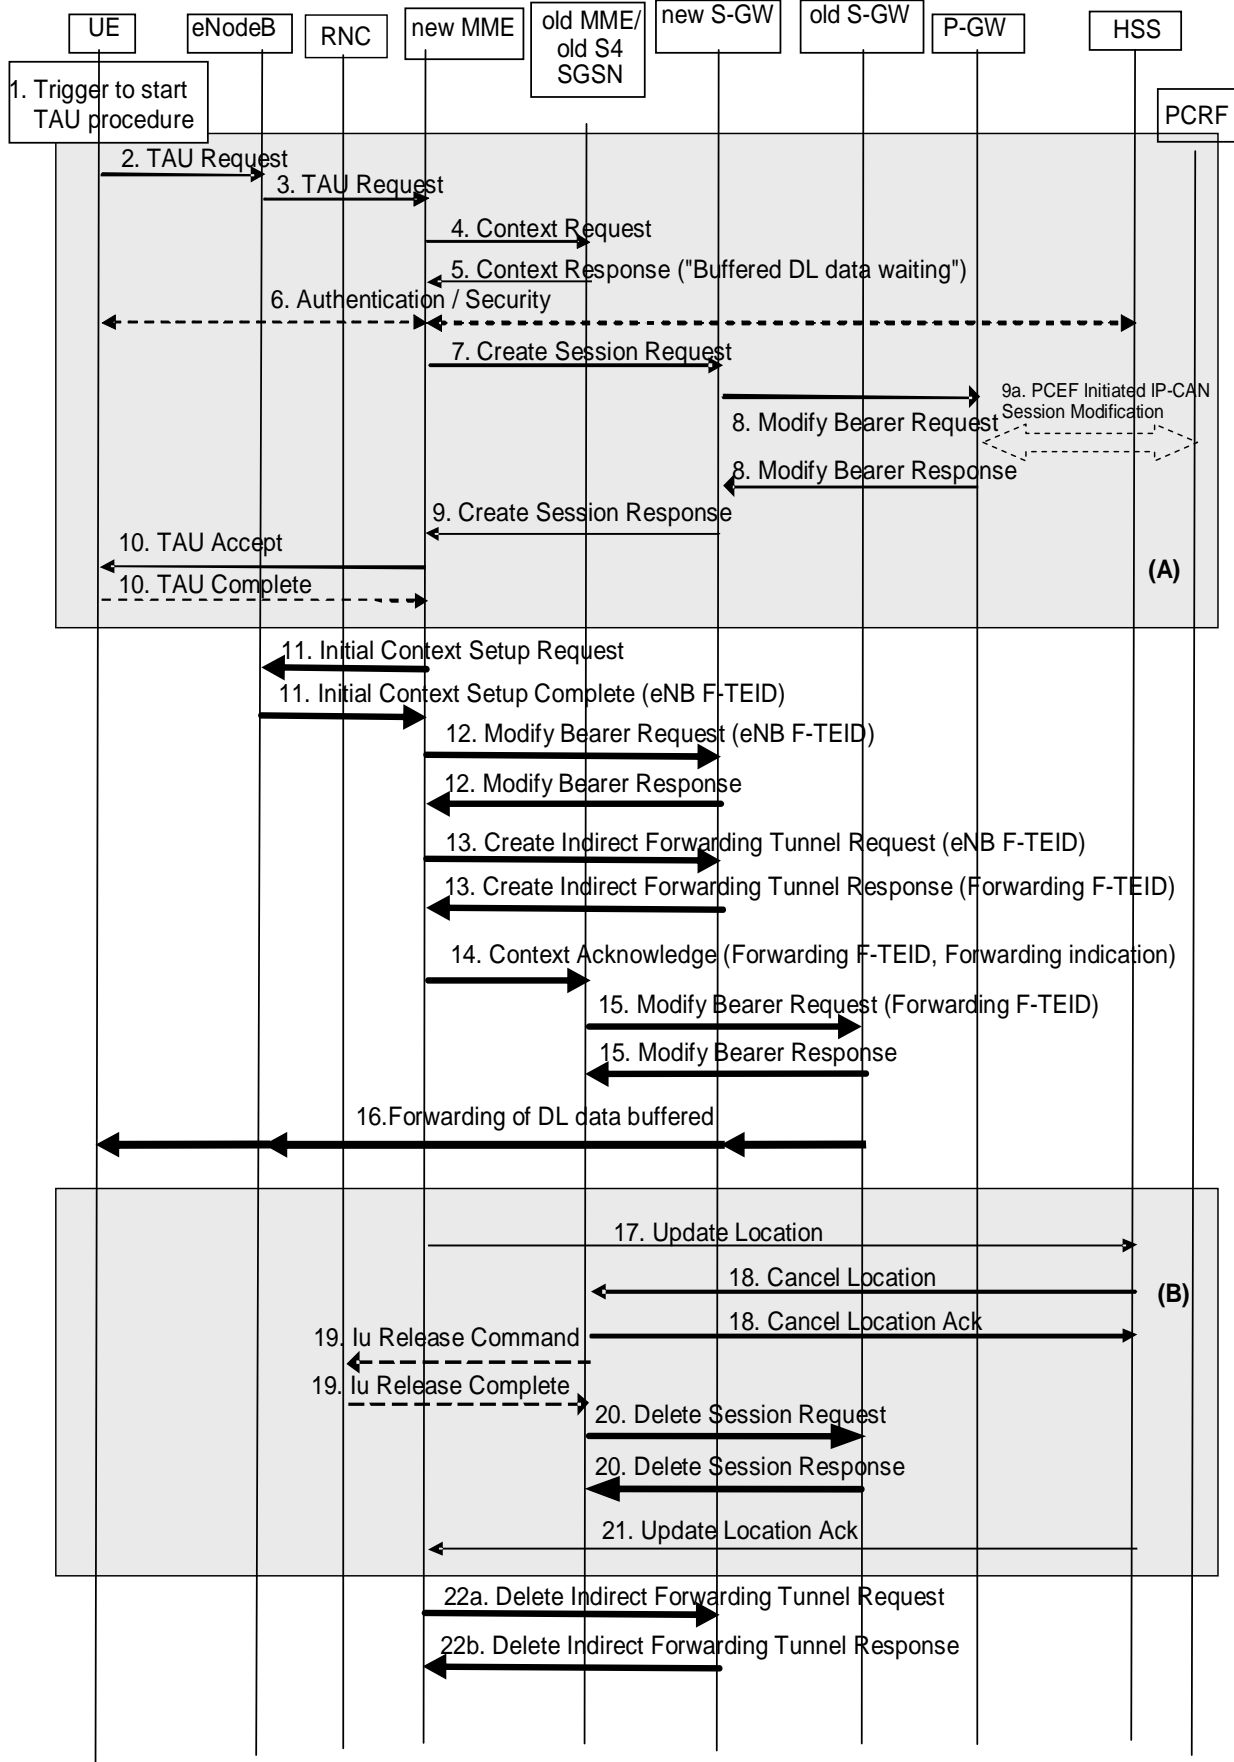 UE
eNodeB
RNC
new MME
old MME/
old S4
SGSN
new S-GW
old S-GW
P-GW
HSS
PCRF
1. Trigger to start
TAU procedure
2. TAU Request
3. TAU Request
4. Context Request
5. Context Response ("Buffered DL data waiting")
6. Authentication / Security
7. Create Session Request
9a. PCEF Initiated IP-CAN
Session Modification
8. Modify Bearer Request
8. Modify Bearer Response
9. Create Session Response
10. TAU Accept
(A)
10. TAU Complete
11. Initial Context Setup Request
11. Initial Context Setup Complete (eNB F-TEID)
12. Modify Bearer Request (eNB F-TEID)
12. Modify Bearer Response
13. Create Indirect Forwarding Tunnel Request (eNB F-TEID)
13. Create Indirect Forwarding Tunnel Response (Forwarding F-TEID)
14. Context Acknowledge (Forwarding F-TEID, Forwarding indication)
15. Modify Bearer Request (Forwarding F-TEID)
15. Modify Bearer Response
16.Forwarding of DL data buffered
17. Update Location
18. Cancel Location
(B)
18. Cancel Location Ack
19. Iu Release Command
19. Iu Release Complete
20. Delete Session Request
20. Delete Session Response
21. Update Location Ack
22a. Delete Indirect Forwarding Tunnel Request
22b. Delete Indirect Forwarding Tunnel Response